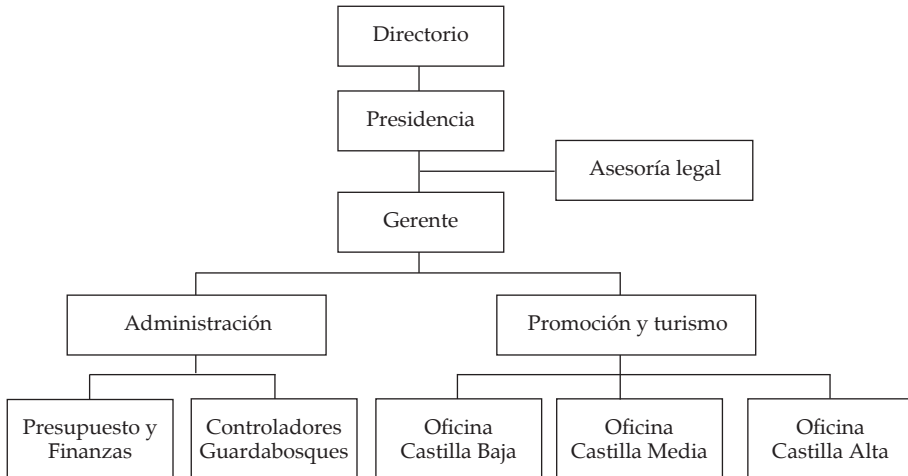 Directorio
Presidencia
Asesoría legal
Gerente
Administración
Promoción y turismo
Presupuesto y
Finanzas
Controladores
Guardabosques
Oficina
Castilla Baja
Oficina
Castilla Media
Oficina
Castilla Alta